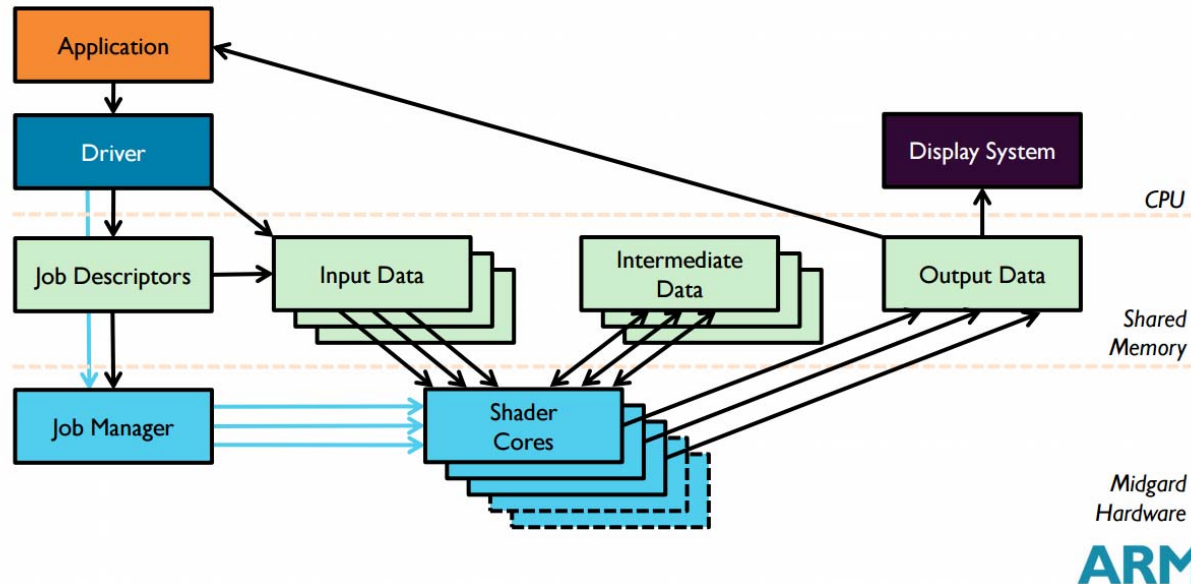 Application
Driver
Display System
CPU
Job Descriptors
Input Data
Intermediate
Data
Output Data
Shared
Memory
Job Manager
Shader
Cores
Midgard
Hardware
ARM